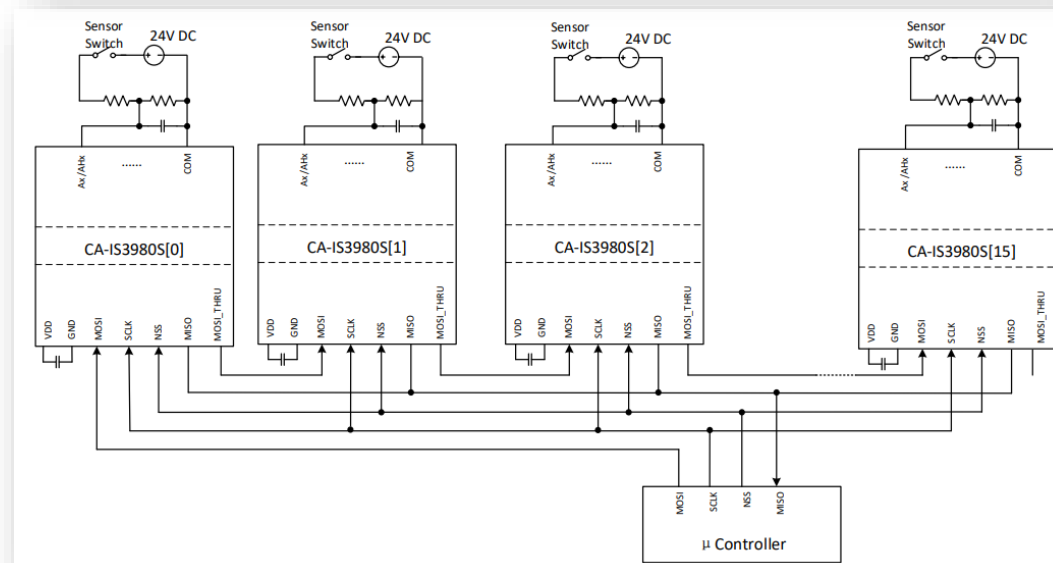 Sensor
Switch
24V DC
Sensor
Switch
24V DC
Sensor
Switch
24V DC
Sensor
Switch
24V DC
Ax/AHx
......
COM
Ax/AHx
......
COM
Ax/AHx
......
COM
Ax/AHx
......
COM
CA-IS3980S[0]
CA-IS3980S[1]
CA-IS3980S[2]
CA-IS3980S[15]
VDD
GND
MOSI
SCLK
NSS
MISO
MOSI_THRU
VDD
GND
MOSI
SCLK
NSS
MISO
MOSI_THRU
VDD
GND
MOSI
SCLK
NSS
MISO
MOSI_THRU
VDD
GND
MOSI
SCLK
NSS
MISO
MOSI_THRU
MOSI
SCLK
NSS
MISO
μ Controller